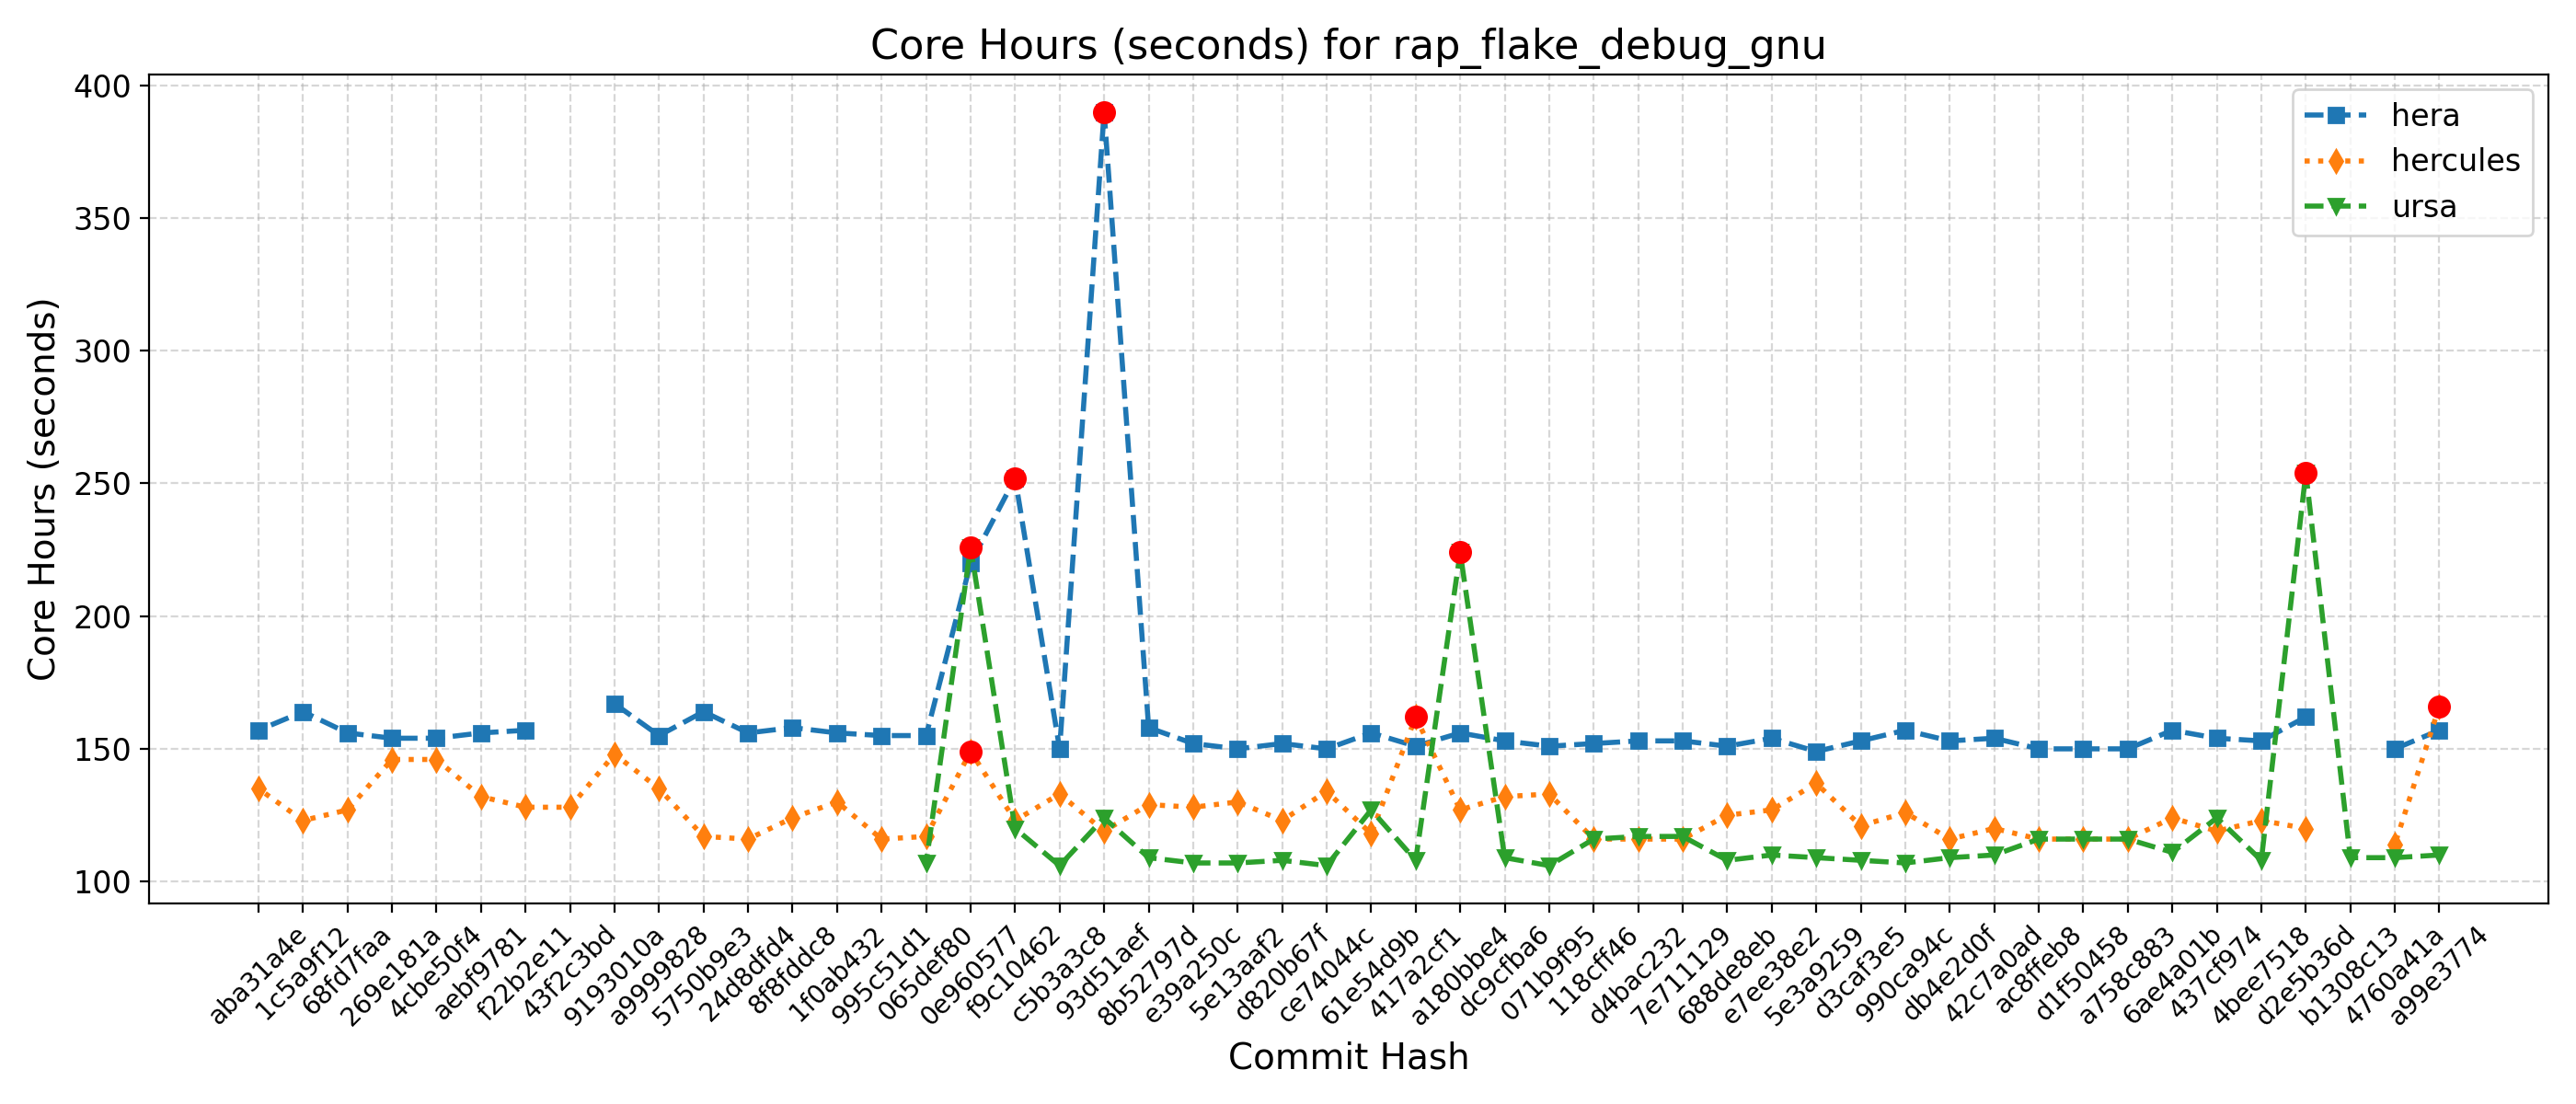 Core Hours (seconds) for rap_flake_debug_gnu
400
350
300
250
200
150
100
Core Hours (seconds)
hera
hercules
ursa
aba31a4e
1c5a9f12
68fd7faa
269e181a
4cbe50f4
aebf9781
f22b2e11
43f2c3bd
9193010a
a9999828
5750b9e3
24d8dfd4
8f8fddc8
1f0ab432
995c51d1
065def80
0e960577
f9c10462
c5b3a3c8
93d51aef
8b52797d
e39a250c
5e13aaf2
d820b67f
ce74044c
61e54d9b
417a2cf1
a180bbe4
dc9cfba6
071b9f95
118cff46
d4bac232
7e711129
688de8eb
e7ee38e2
5e3a9259
d3caf3e5
990ca94c
db4e2d0f
42c7a0ad
ac8ffeb8
d1f50458
a758c883
6ae4a01b
437cf974
4bee7518
d2e5b36d
b1308c13
4760a41a
a99e3774
Commit Hash